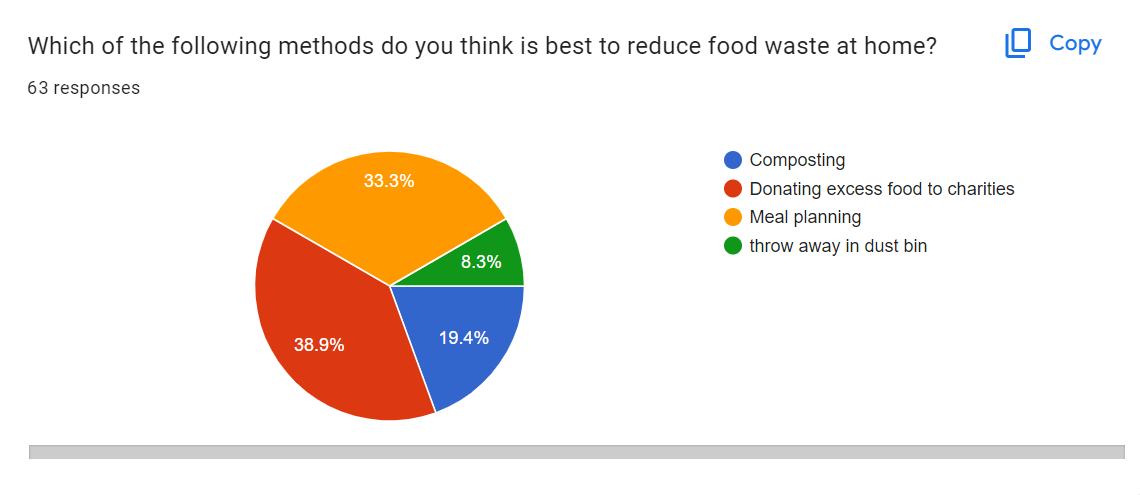 Which of the following methods do you think is best to reduce food waste at home?
Copy
63 responses
33.3%
8.3%
19.4%
38.9%
Composting
Donating excess food to charities
Meal planning
throw away in dust bin